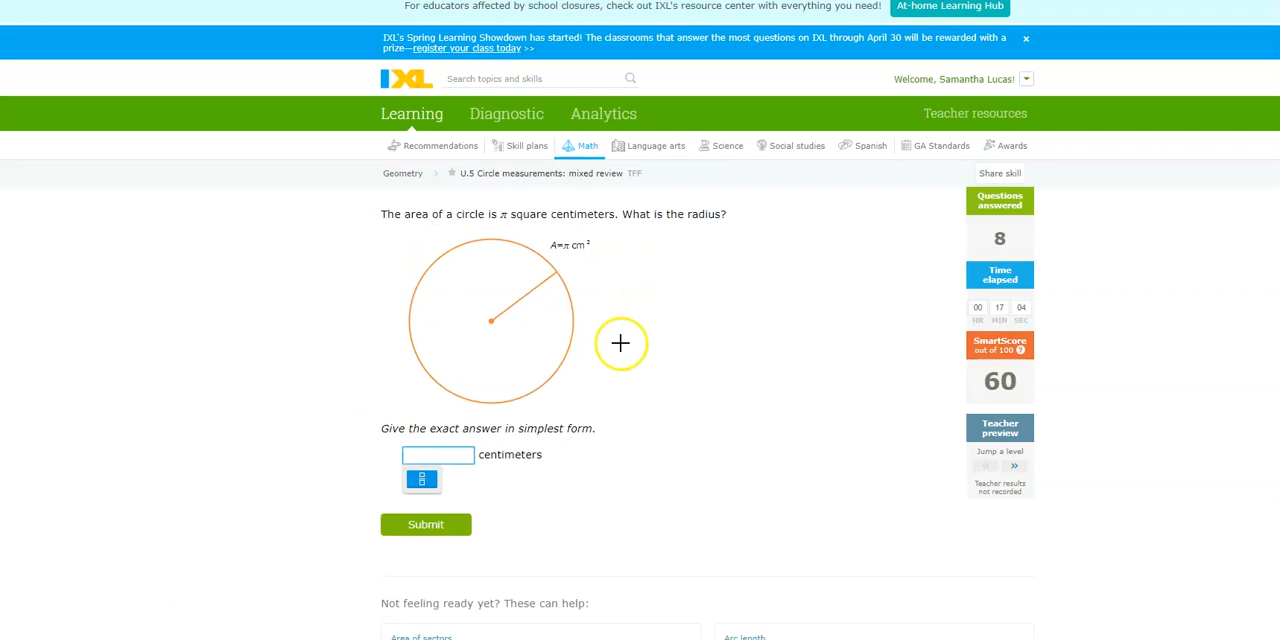 For educators affected by school closures, check out IXL's resource center with everything you need!
At-home Learning Hub
IXL's Spring Learning Showdown has started! The classrooms that answer the most questions on IXL through April 30 will be rewarded with a
prize—register your class today >>
×
IXL
Search topics and skills
Welcome, Samantha Lucas!
Learning
Diagnostic
Analytics
Teacher resources
Recommendations
Skill plans
Math
Language arts
Science
Social studies
Spanish
GA Standards
Awards
Geometry > U.5 Circle measurements: mixed review TFF
Share skill
The area of a circle is π square centimeters. What is the radius?
A=π cm²
Give the exact answer in simplest form.
centimeters
Submit
Questions
answered
8
Time
elapsed
00 17 04
HR MIN SEC
SmartScore
out of 100 ?
60
Teacher
preview
Jump a level
<< >>
Teacher results
not recorded
Not feeling ready yet? These can help:
Area of sectors
Arc length